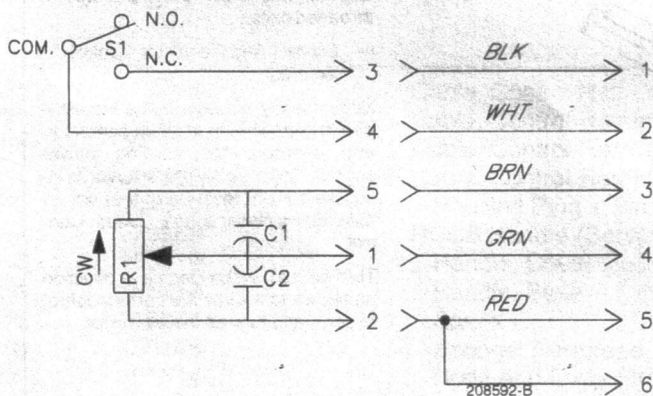 N.O.
COM.
S1
N.C.
3
BLK
1
4
WHT
2
5
BRN
3
CW
R1
C1
C2
1
GRN
4
2
RED
5
208592-B
6